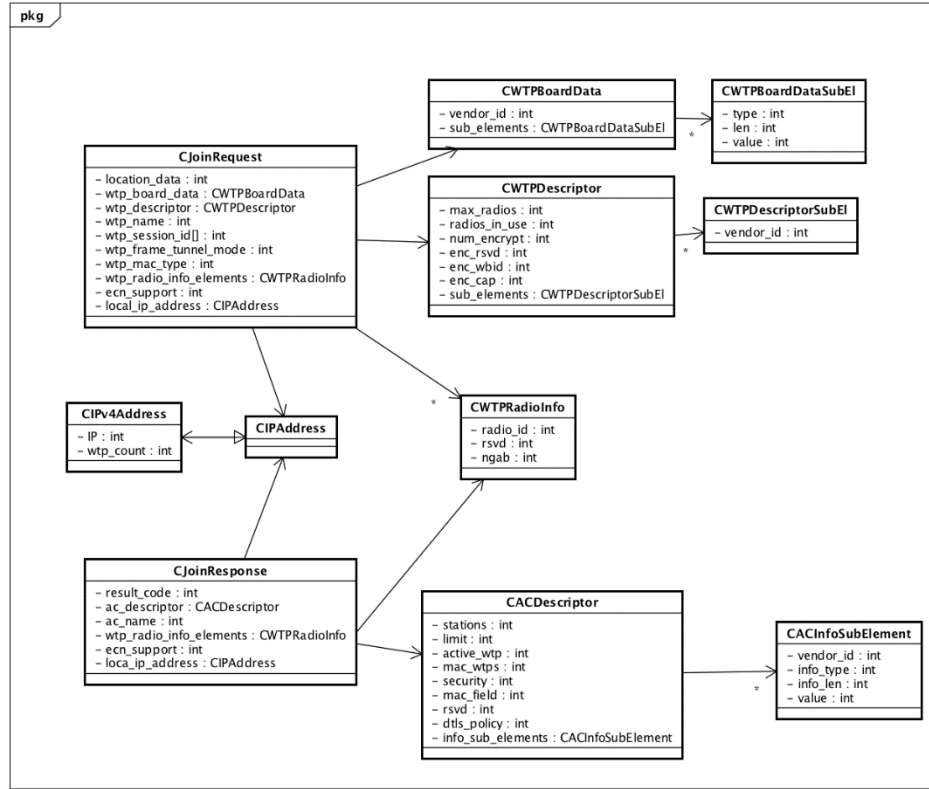 pkg
CWTPBoardData
- vendor_id : int
- sub_elements : CWTPBoardDataSubEl
*
CWTPBoardDataSubEl
- type : int
- len : int
- value : int
CJoinRequest
- location_data : int
- wtp_board_data : CWTPBoardData
- wtp_descriptor : CWTPDescriptor
- wtp_name : int
- wtp_session_id[] : int
- wtp_frame_tunnel_mode : int
- wtp_mac_type : int
- wtp_radio_info_elements : CWTPRadioInfo
- ecn_support : int
- local_ip_address : CIPAddress
CWTPDescriptor
- max_radios : int
- radios_in_use : int
- num_encrypt : int
- enc_rsvd : int
- enc_wbid : int
- enc_cap : int
- sub_elements : CWTPDescriptorSubEl
*
CWTPDescriptorSubEl
- vendor_id : int
CIPv4Address
- IP : int
- wtp_count : int
CIPAddress
*
CWTPRadioInfo
- radio_id : int
- rsvd : int
- ngab : int
CJoinResponse
- result_code : int
- ac_descriptor : CACDescriptor
- ac_name : int
- wtp_radio_info_elements : CWTPRadioInfo
- ecn_support : int
- loca_ip_address : CIPAddress
CACDescriptor
- stations : int
- limit : int
- active_wtp : int
- mac_wtps : int
- security : int
- mac_field : int
- rsvd : int
- dtls_policy : int
- info_sub_elements : CACInfoSubElement
*
CACInfoSubElement
- vendor_id : int
- info_type : int
- info_len : int
- value : int